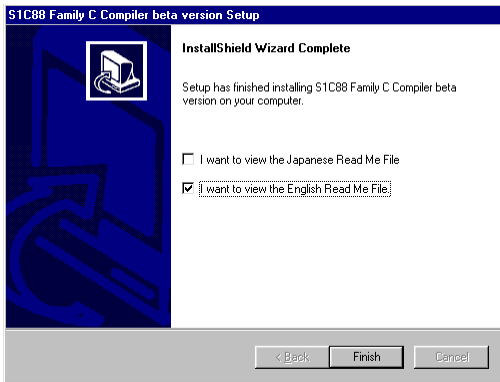 S1C88 Family C Compiler beta version Setup
InstallShield Wizard Complete
Setup has finished installing S1C88 Family C Compiler beta
version on your computer.
I want to view the Japanese Read Me File
I want to view the English Read Me File.
< Back
Finish
Cancel